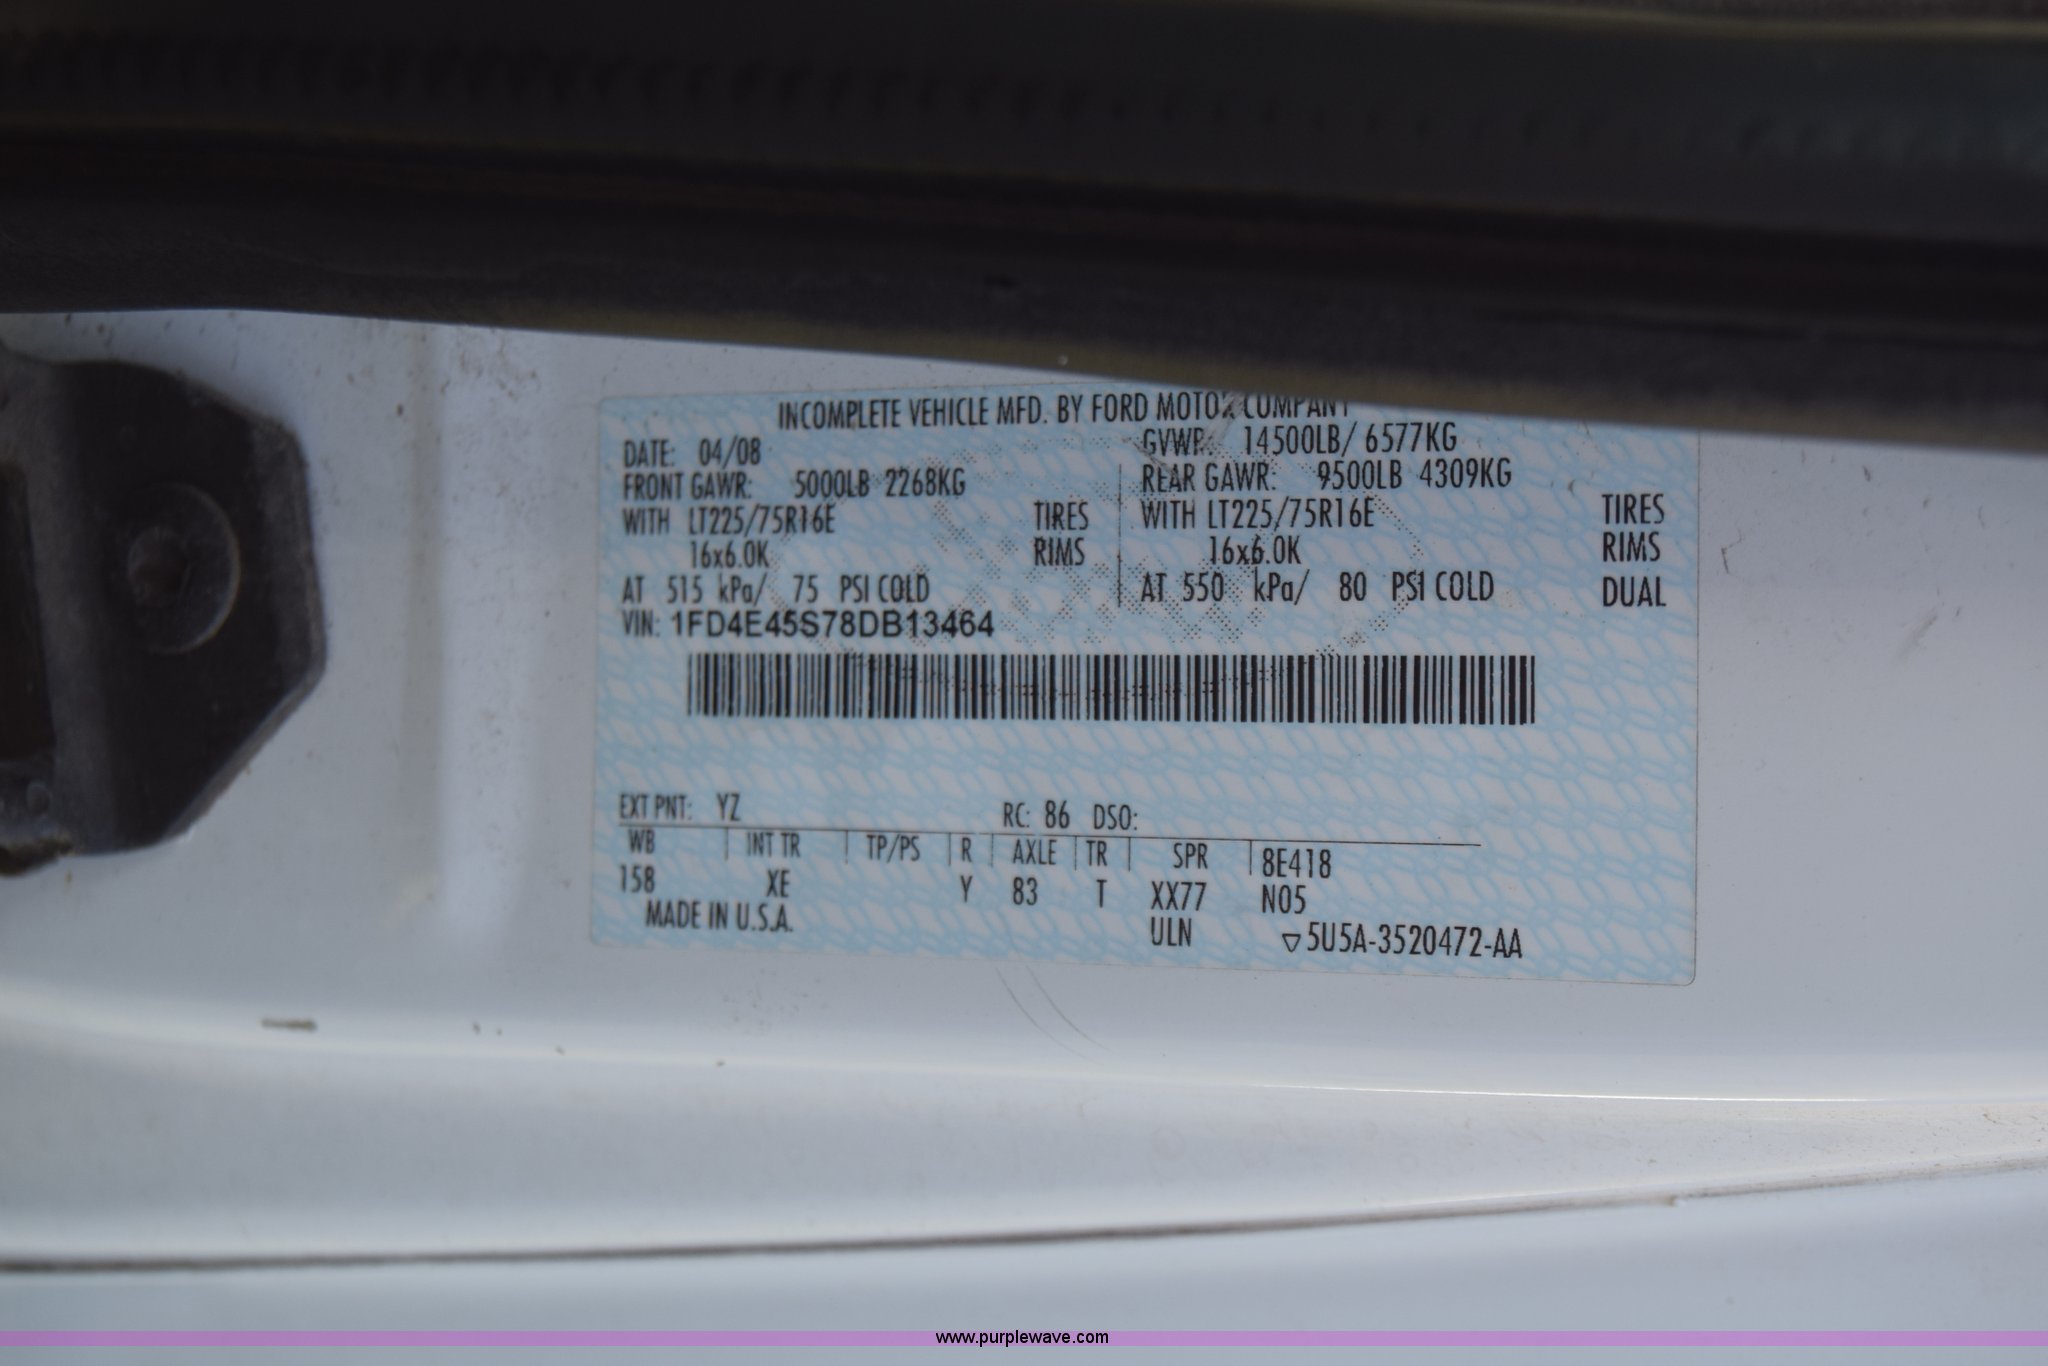 INCOMPLETE VEHICLE MFD. BY FORD MOTOR COMPANY
DATE: 04/08 GVWR: 14500LB/ 6577KG
FRONT GAWR: 5000LB 2268KG REAR GAWR: 9500LB 4309KG
WITH LT225/75R16E TIRES WITH LT225/75R16E TIRES
16x6.0K RIMS 16x6.0K RIMS
AT 515 kPa/ 75 PSI COLD AT 550 kPa/ 80 PSI COLD DUAL
VIN: 1FD4E45S78DB13464
EXT PNT: YZ RC: 86 DSO:
WB INT TR TP/PS R AXLE TR SPR 8E418
158 XE Y 83 T XX77 N05
MADE IN U.S.A. ULN ▽5U5A-3520472-AA
www.purplewave.com